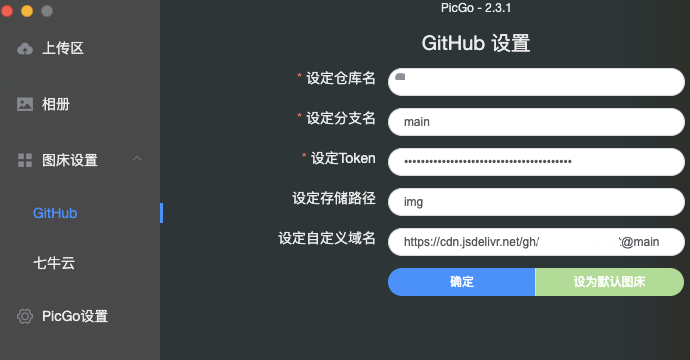 PicGo - 2.3.1
上传区
相册
图床设置
GitHub
七牛云
PicGo设置
GitHub 设置
* 设定仓库名
* 设定分支名
main
* 设定Token
••••••••••••••••••••••••••••••••••••••••
设定存储路径
img
设定自定义域名
https://cdn.jsdelivr.net/gh/ @main
确定
设为默认图床